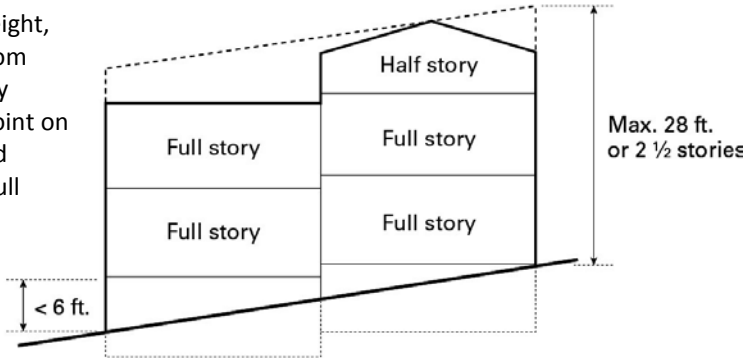 ight,
om
y
oint on
d
ull
Half story
Full story
Full story
Full story
Full story
Max. 28 ft.
or 2 ½ stories
< 6 ft.